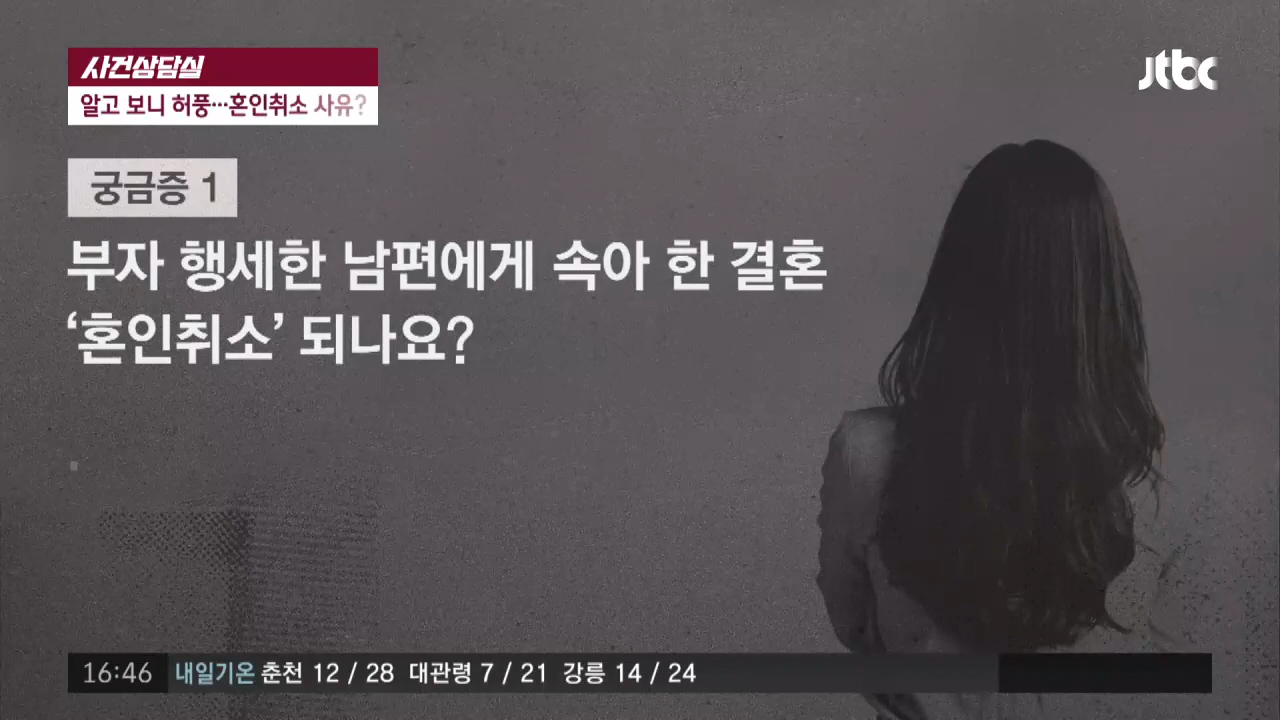 사건상담실
jtbc
알고 보니 허풍…혼인취소 사유?
궁금증 1
부자 행세한 남편에게 속아 한 결혼
‘혼인취소’ 되나요?
16:46 내일기온 춘천 12 / 28 대관령 7 / 21 강릉 14 / 24